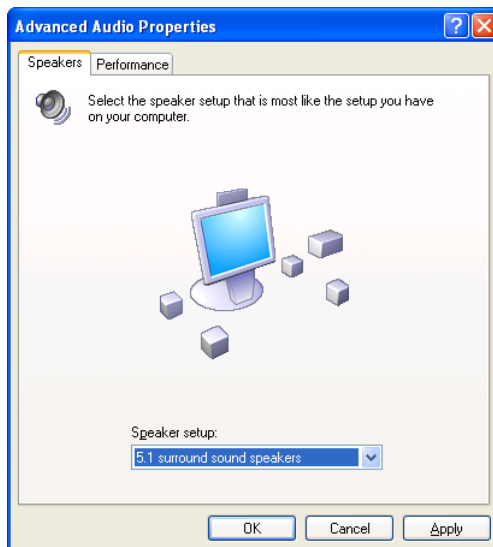 Advanced Audio Properties
Speakers Performance
Select the speaker setup that is most like the setup you have
on your computer.
Speaker setup:
5.1 surround sound speakers
OK Cancel Apply